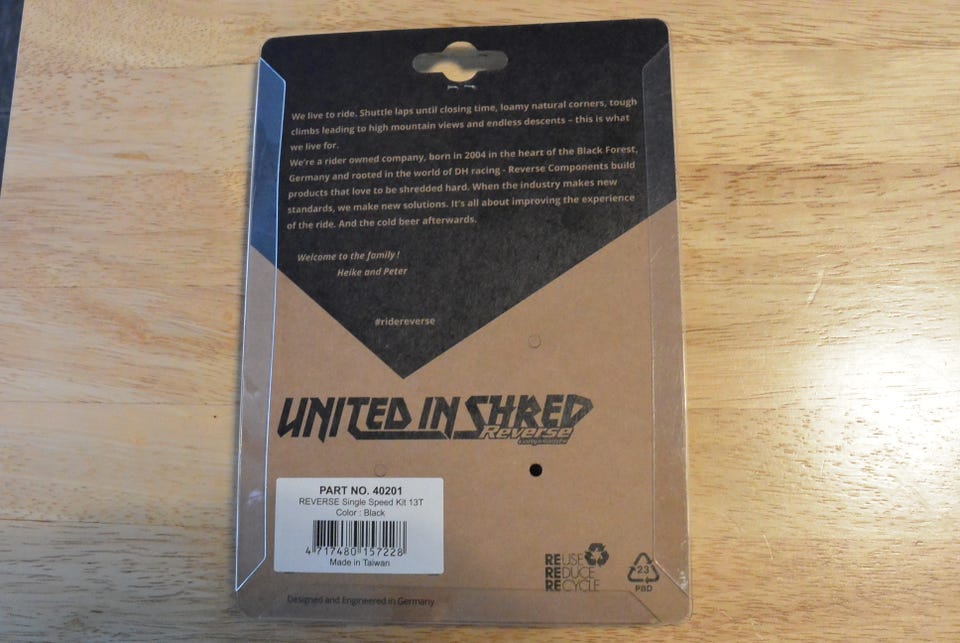 We live to ride. Shuttle laps until closing time, loamy natural corners, tough
climbs leading to high mountain views and endless descents – this is what
we live for.
We're a rider owned company, born in 2004 in the heart of the Black Forest,
Germany and rooted in the world of DH racing - Reverse Components build
products that love to be shredded hard. When the industry makes new
standards, we make new solutions. It's all about improving the experience
of the ride. And the cold beer afterwards.
Welcome to the family !
Heike and Peter
#ridereverse
UNITED IN SHRED
Reverse
components
PART NO. 40201
REVERSE Single Speed Kit 13T
Color : Black
4 717480 157228
Made in Taiwan
REUSE
REDUCE
RECYCLE
23
PBD
Designed and Engineered in Germany